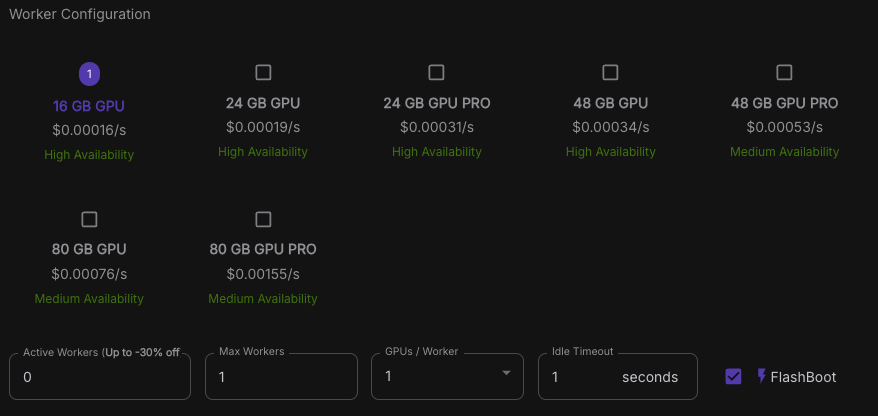 Worker Configuration
1
16 GB GPU
$0.00016/s
High Availability
24 GB GPU
$0.00019/s
High Availability
24 GB GPU PRO
$0.00031/s
High Availability
48 GB GPU
$0.00034/s
High Availability
48 GB GPU PRO
$0.00053/s
Medium Availability
80 GB GPU
$0.00076/s
Medium Availability
80 GB GPU PRO
$0.00155/s
Medium Availability
Active Workers (Up to -30% off
0
Max Workers
1
GPUs / Worker
1
Idle Timeout
1 seconds
FlashBoot